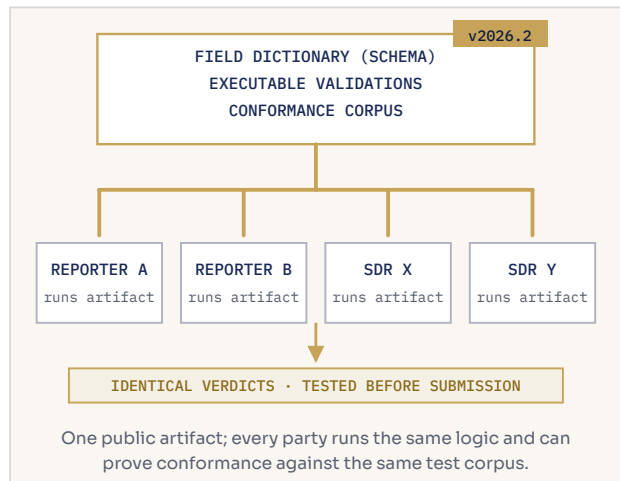 v2026.2
FIELD DICTIONARY (SCHEMA)
EXECUTABLE VALIDATIONS
CONFORMANCE CORPUS
REPORTER A
runs artifact
REPORTER B
runs artifact
SDR X
runs artifact
SDR Y
runs artifact
IDENTICAL VERDICTS · TESTED BEFORE SUBMISSION
One public artifact; every party runs the same logic and can
prove conformance against the same test corpus.